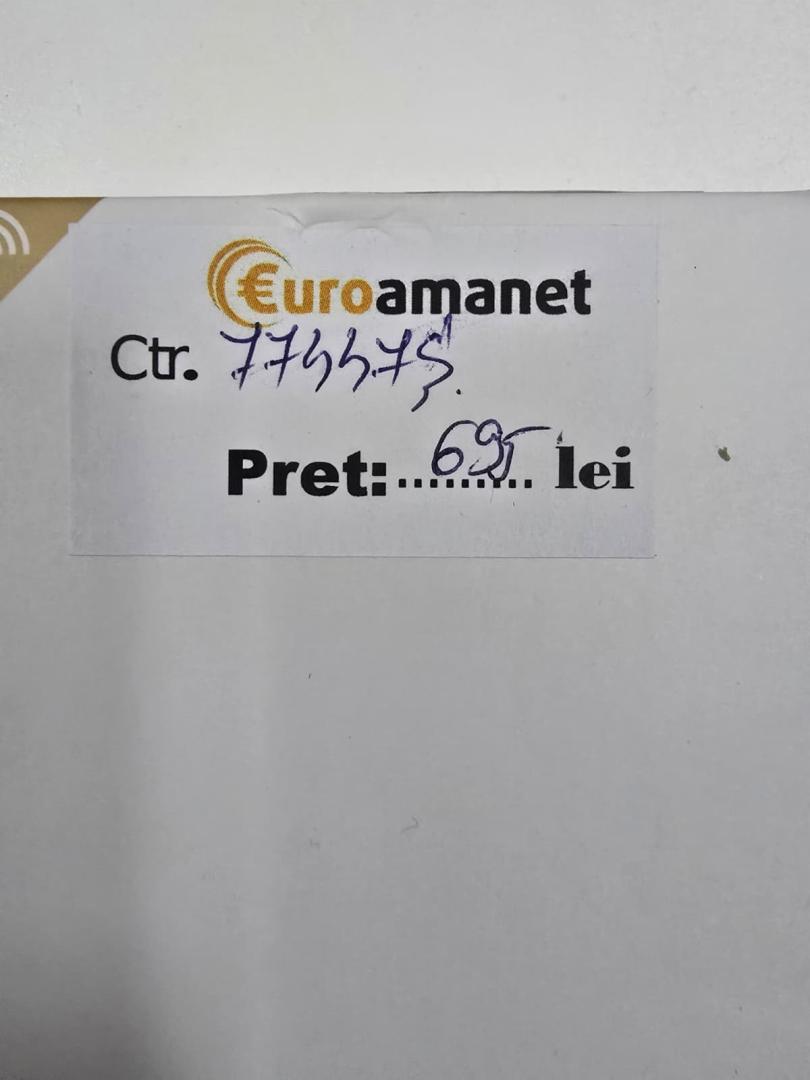 €uroamanet
Ctr.
Pret:.......... 695 lei